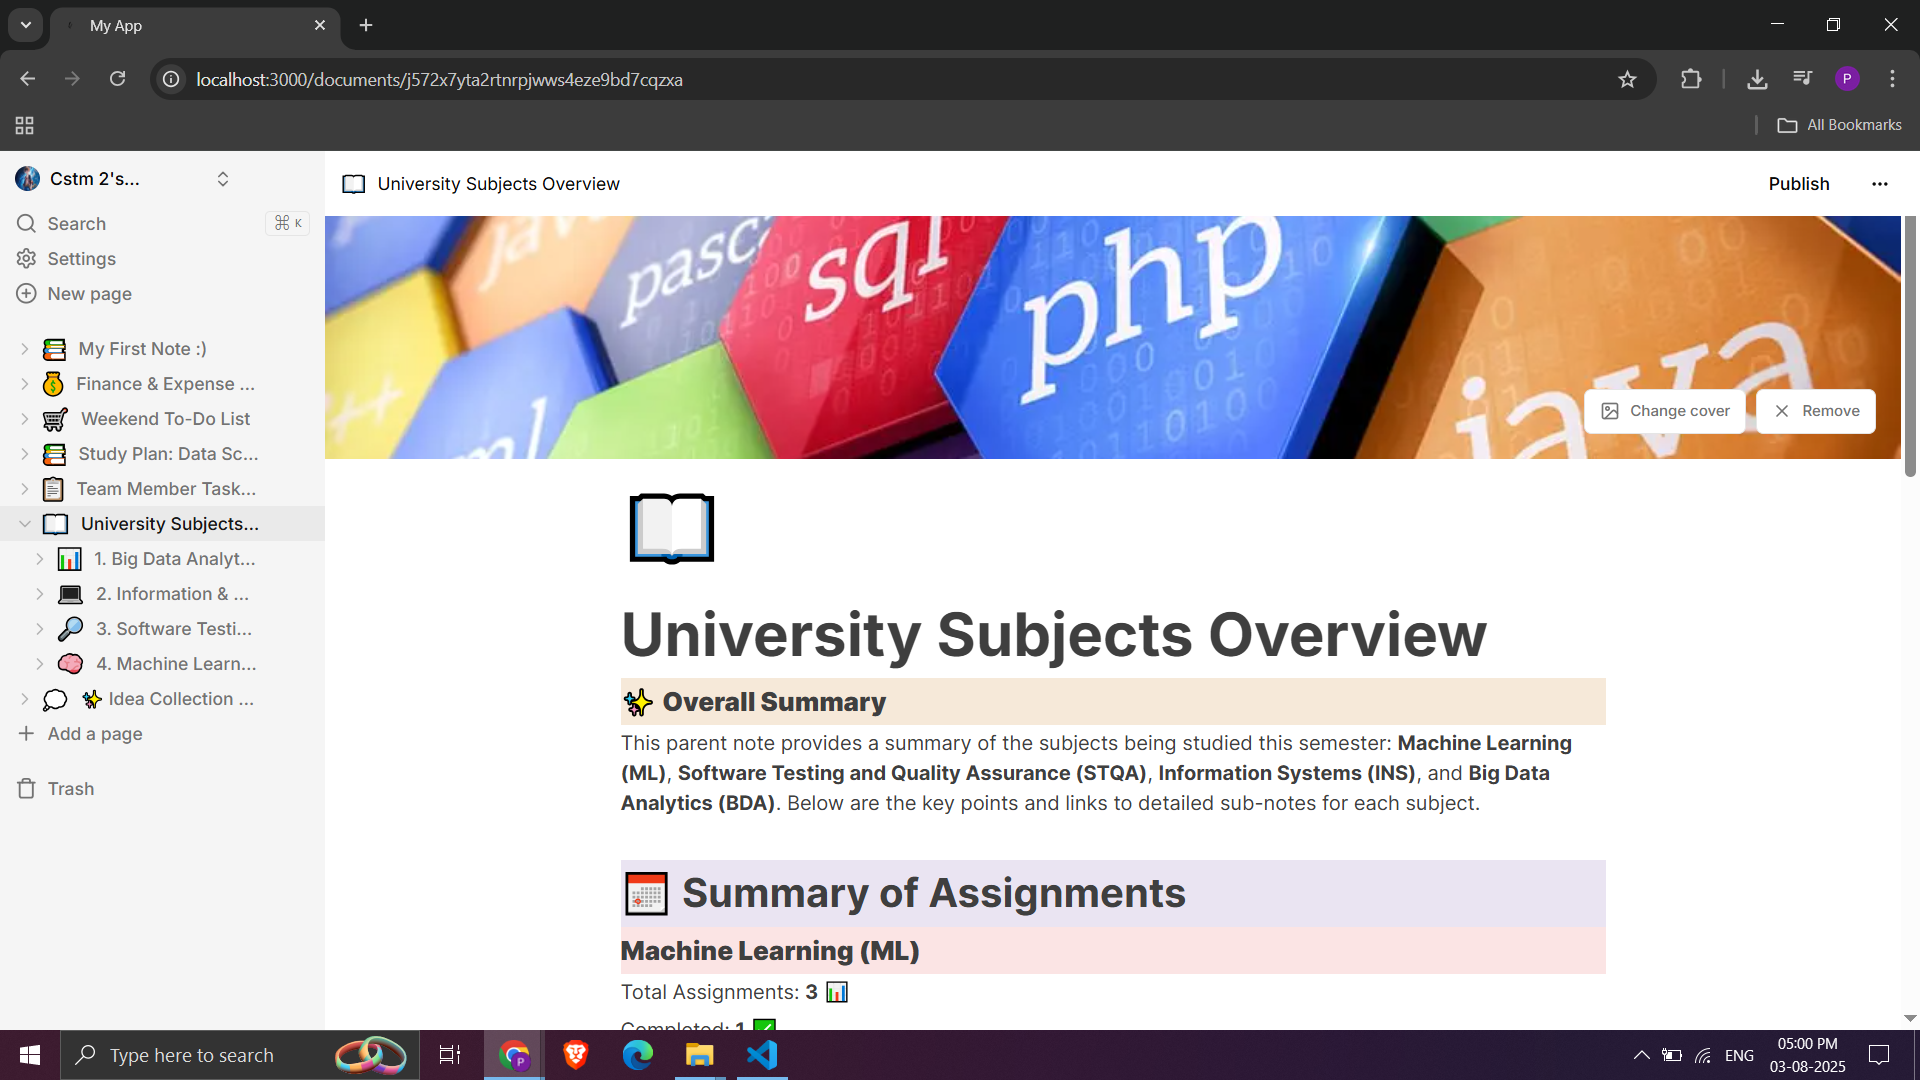 My App
localhost:3000/documents/j572x7yta2rtnrpjwws4eze9bd7cqzxa
P
All Bookmarks
Cstm 2's...
Search
⌘ K
Settings
New page
My First Note :)
Finance & Expense ...
Weekend To-Do List
Study Plan: Data Sc...
Team Member Task...
University Subjects...
1. Big Data Analyt...
2. Information & ...
3. Software Testi...
4. Machine Learn...
✨ Idea Collection ...
Add a page
Trash
University Subjects Overview
Publish
java
pasca
sql
php
java
++
ml
Change cover
Remove
University Subjects Overview
✨ Overall Summary
This parent note provides a summary of the subjects being studied this semester: Machine Learning
(ML), Software Testing and Quality Assurance (STQA), Information Systems (INS), and Big Data
Analytics (BDA). Below are the key points and links to detailed sub-notes for each subject.
Summary of Assignments
Machine Learning (ML)
Total Assignments: 3 📊
Completed: 1 ✅
Type here to search
P
ENG
05:00 PM
03-08-2025